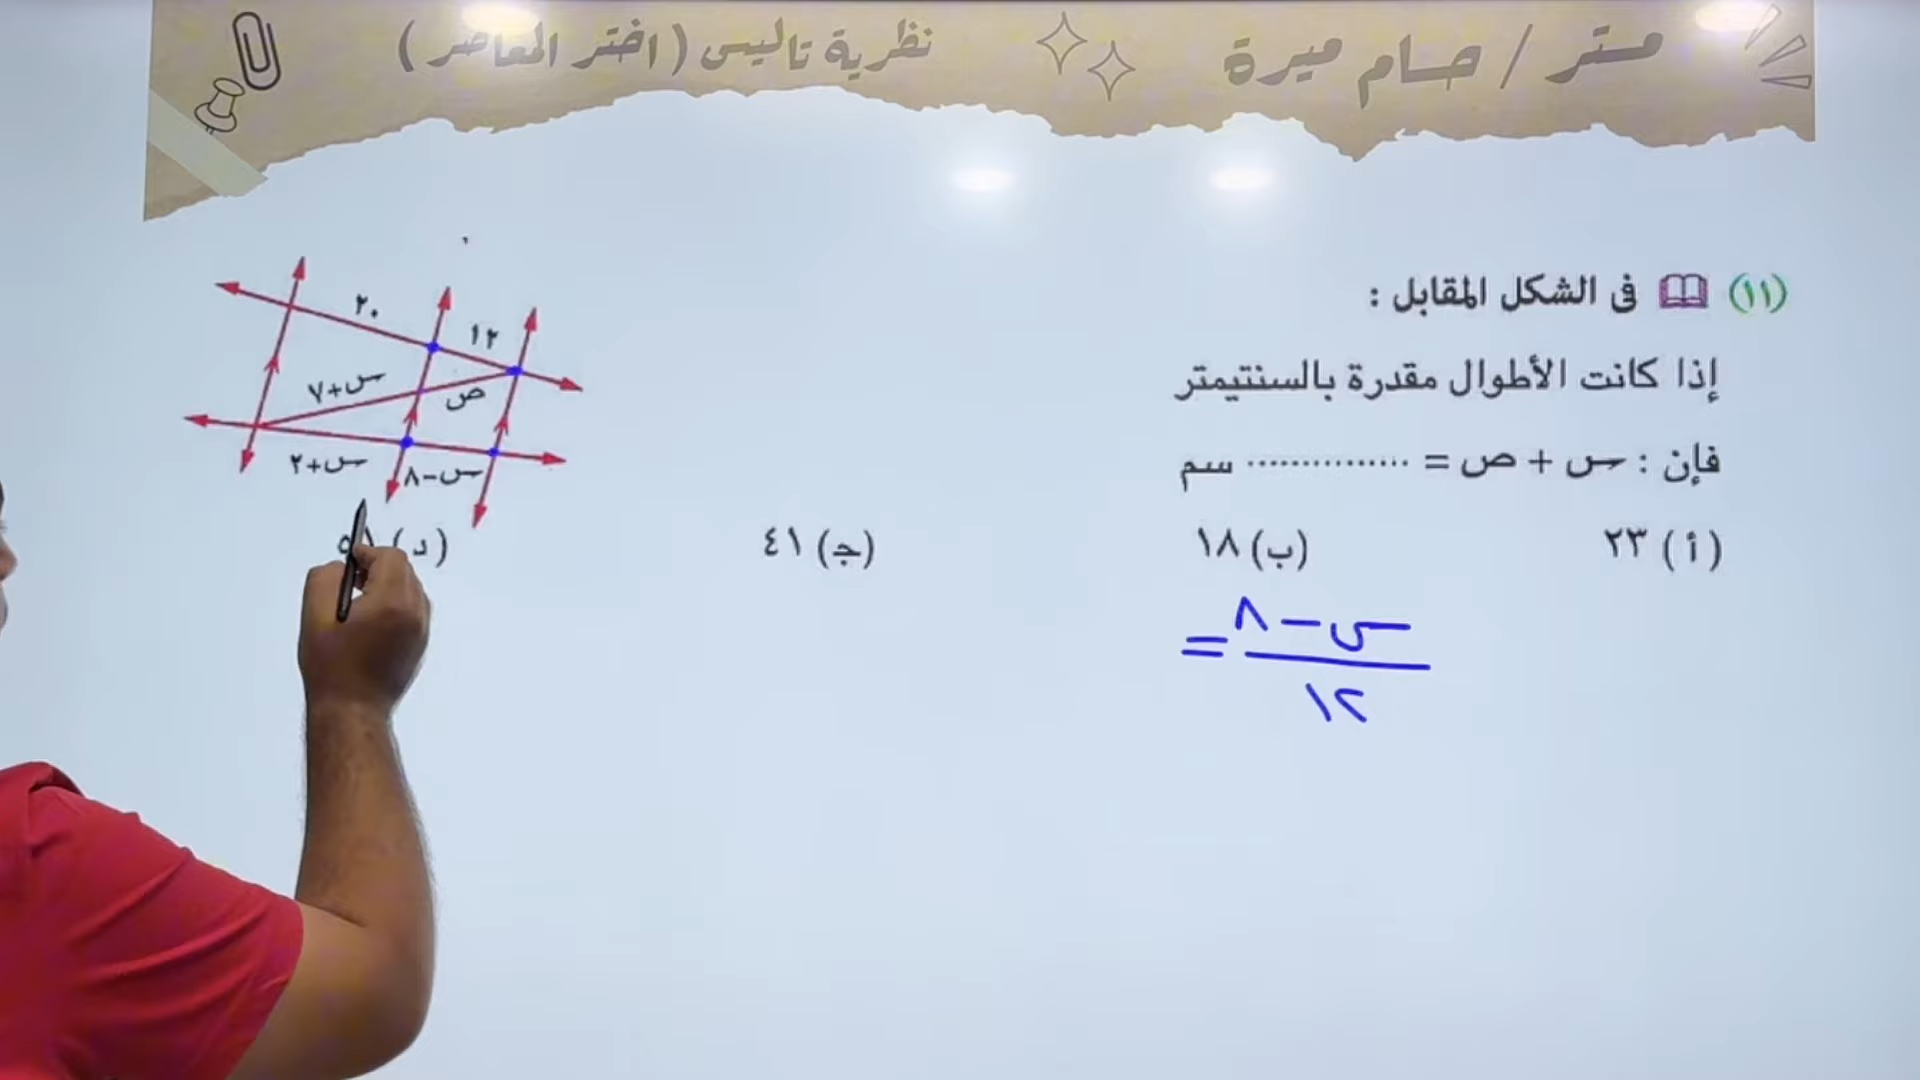 مستر / حسام ميرة
نظرية تاليس ( اختر المعاصر )
(١١) فى الشكل المقابل :
إذا كانت الأطوال مقدرة بالسنتيمتر
فإن : س + ص = ............... سم
(أ) ٢٣ (ب) ١٨ (ج) ٤١ (د)
٢٠
١٢
س+٧
ص
س+٢
س-٨
س - ٨ =
١٢